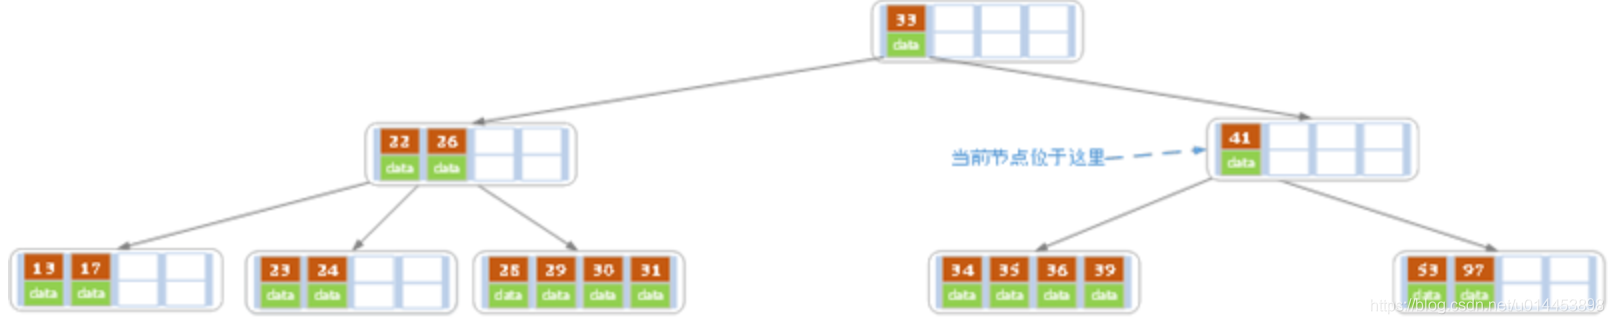 33
data
22 26
data data
当前节点位于这里
41
data
13 17
data data
23 24
data data
28 29 30 31
data data data data
34 35 36 39
data data data data
53 97
data data
https://blog.csdn.net/u014453898